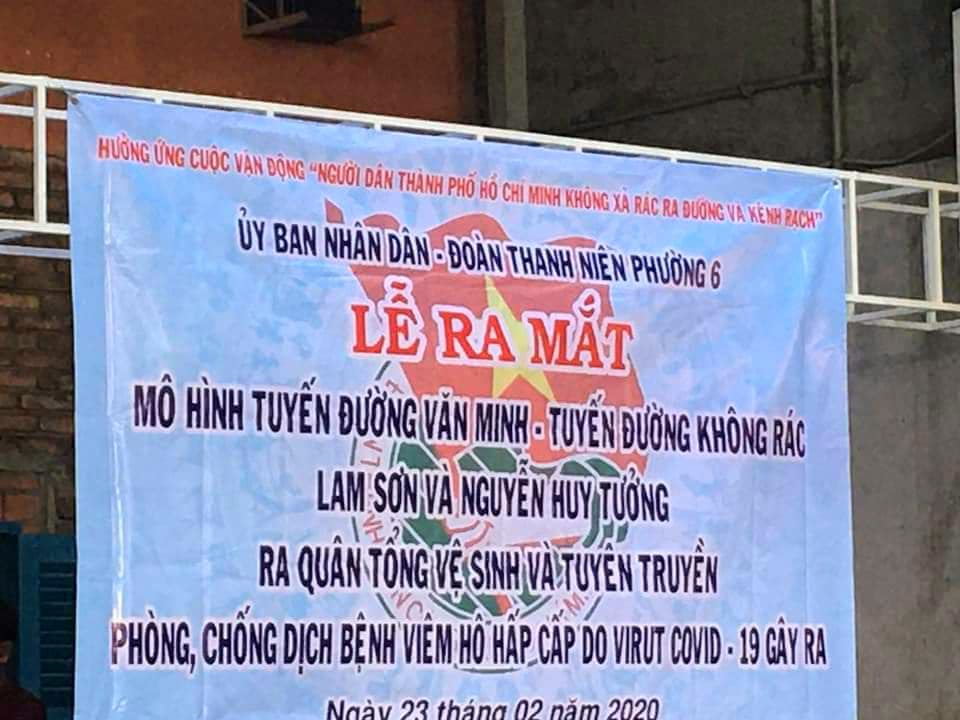 HƯỞNG ỨNG CUỘC VẬN ĐỘNG "NGƯỜI DÂN THÀNH PHỐ HỒ CHÍ MINH KHÔNG XẢ RÁC RA ĐƯỜNG VÀ KÊNH RẠCH"
ỦY BAN NHÂN DÂN - ĐOÀN THANH NIÊN PHƯỜNG 6
LỄ RA MẮT
MÔ HÌNH TUYẾN ĐƯỜNG VĂN MINH - TUYẾN ĐƯỜNG KHÔNG RÁC
LAM SƠN VÀ NGUYỄN HUY TƯỞNG
RA QUÂN TỔNG VỆ SINH VÀ TUYÊN TRUYỀN
PHÒNG, CHỐNG DỊCH BỆNH VIÊM HÔ HẤP CẤP DO VIRUT COVID - 19 GÂY RA
Ngày 23 tháng 02 năm 2020